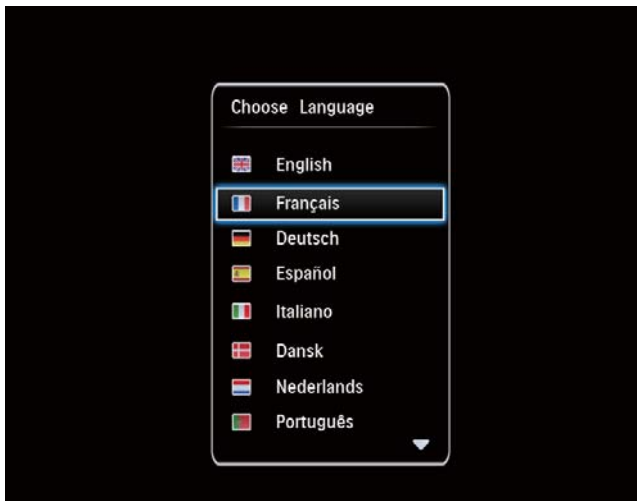 Choose Language
English
Français
Deutsch
Español
Italiano
Dansk
Nederlands
Português